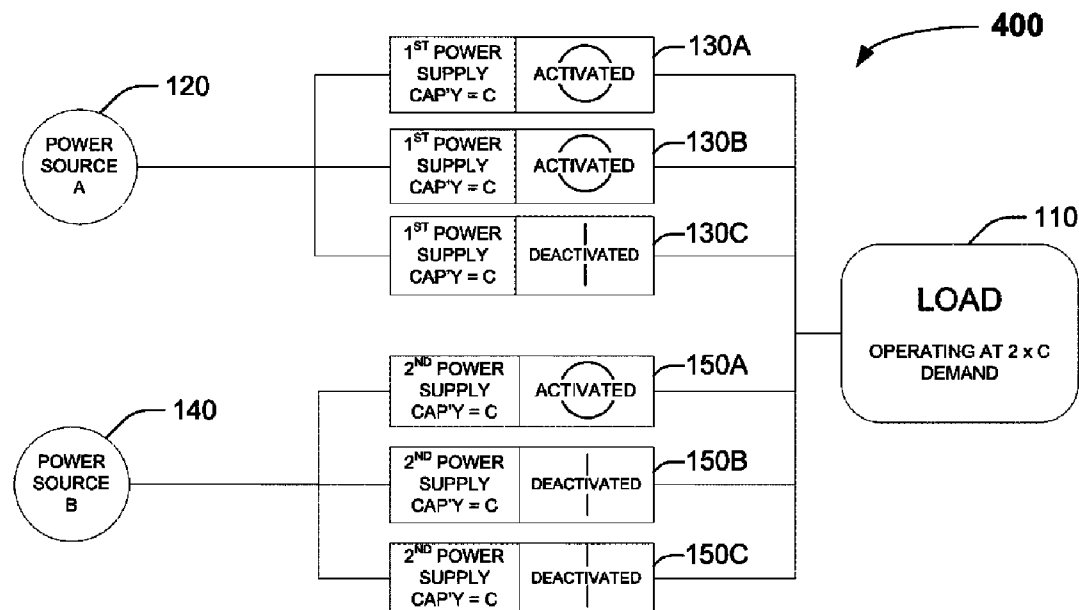 400
120
POWER
SOURCE
A
1ST POWER
SUPPLY
CAP'Y = C
ACTIVATED
130A
1ST POWER
SUPPLY
CAP'Y = C
ACTIVATED
130B
1ST POWER
SUPPLY
CAP'Y = C
DEACTIVATED
130C
110
LOAD
OPERATING AT 2 x C
DEMAND
140
POWER
SOURCE
B
2ND POWER
SUPPLY
CAP'Y = C
ACTIVATED
150A
2ND POWER
SUPPLY
CAP'Y = C
DEACTIVATED
150B
2ND POWER
SUPPLY
CAP'Y = C
DEACTIVATED
150C